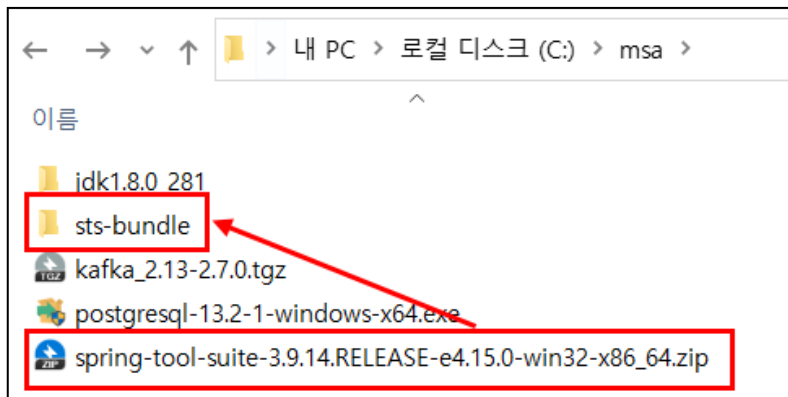 내 PC > 로컬 디스크 (C:) > msa >
이름
jdk1.8.0_281
sts-bundle
kafka_2.13-2.7.0.tgz
postgresql-13.2-1-windows-x64.exe
spring-tool-suite-3.9.14.RELEASE-e4.15.0-win32-x86_64.zip